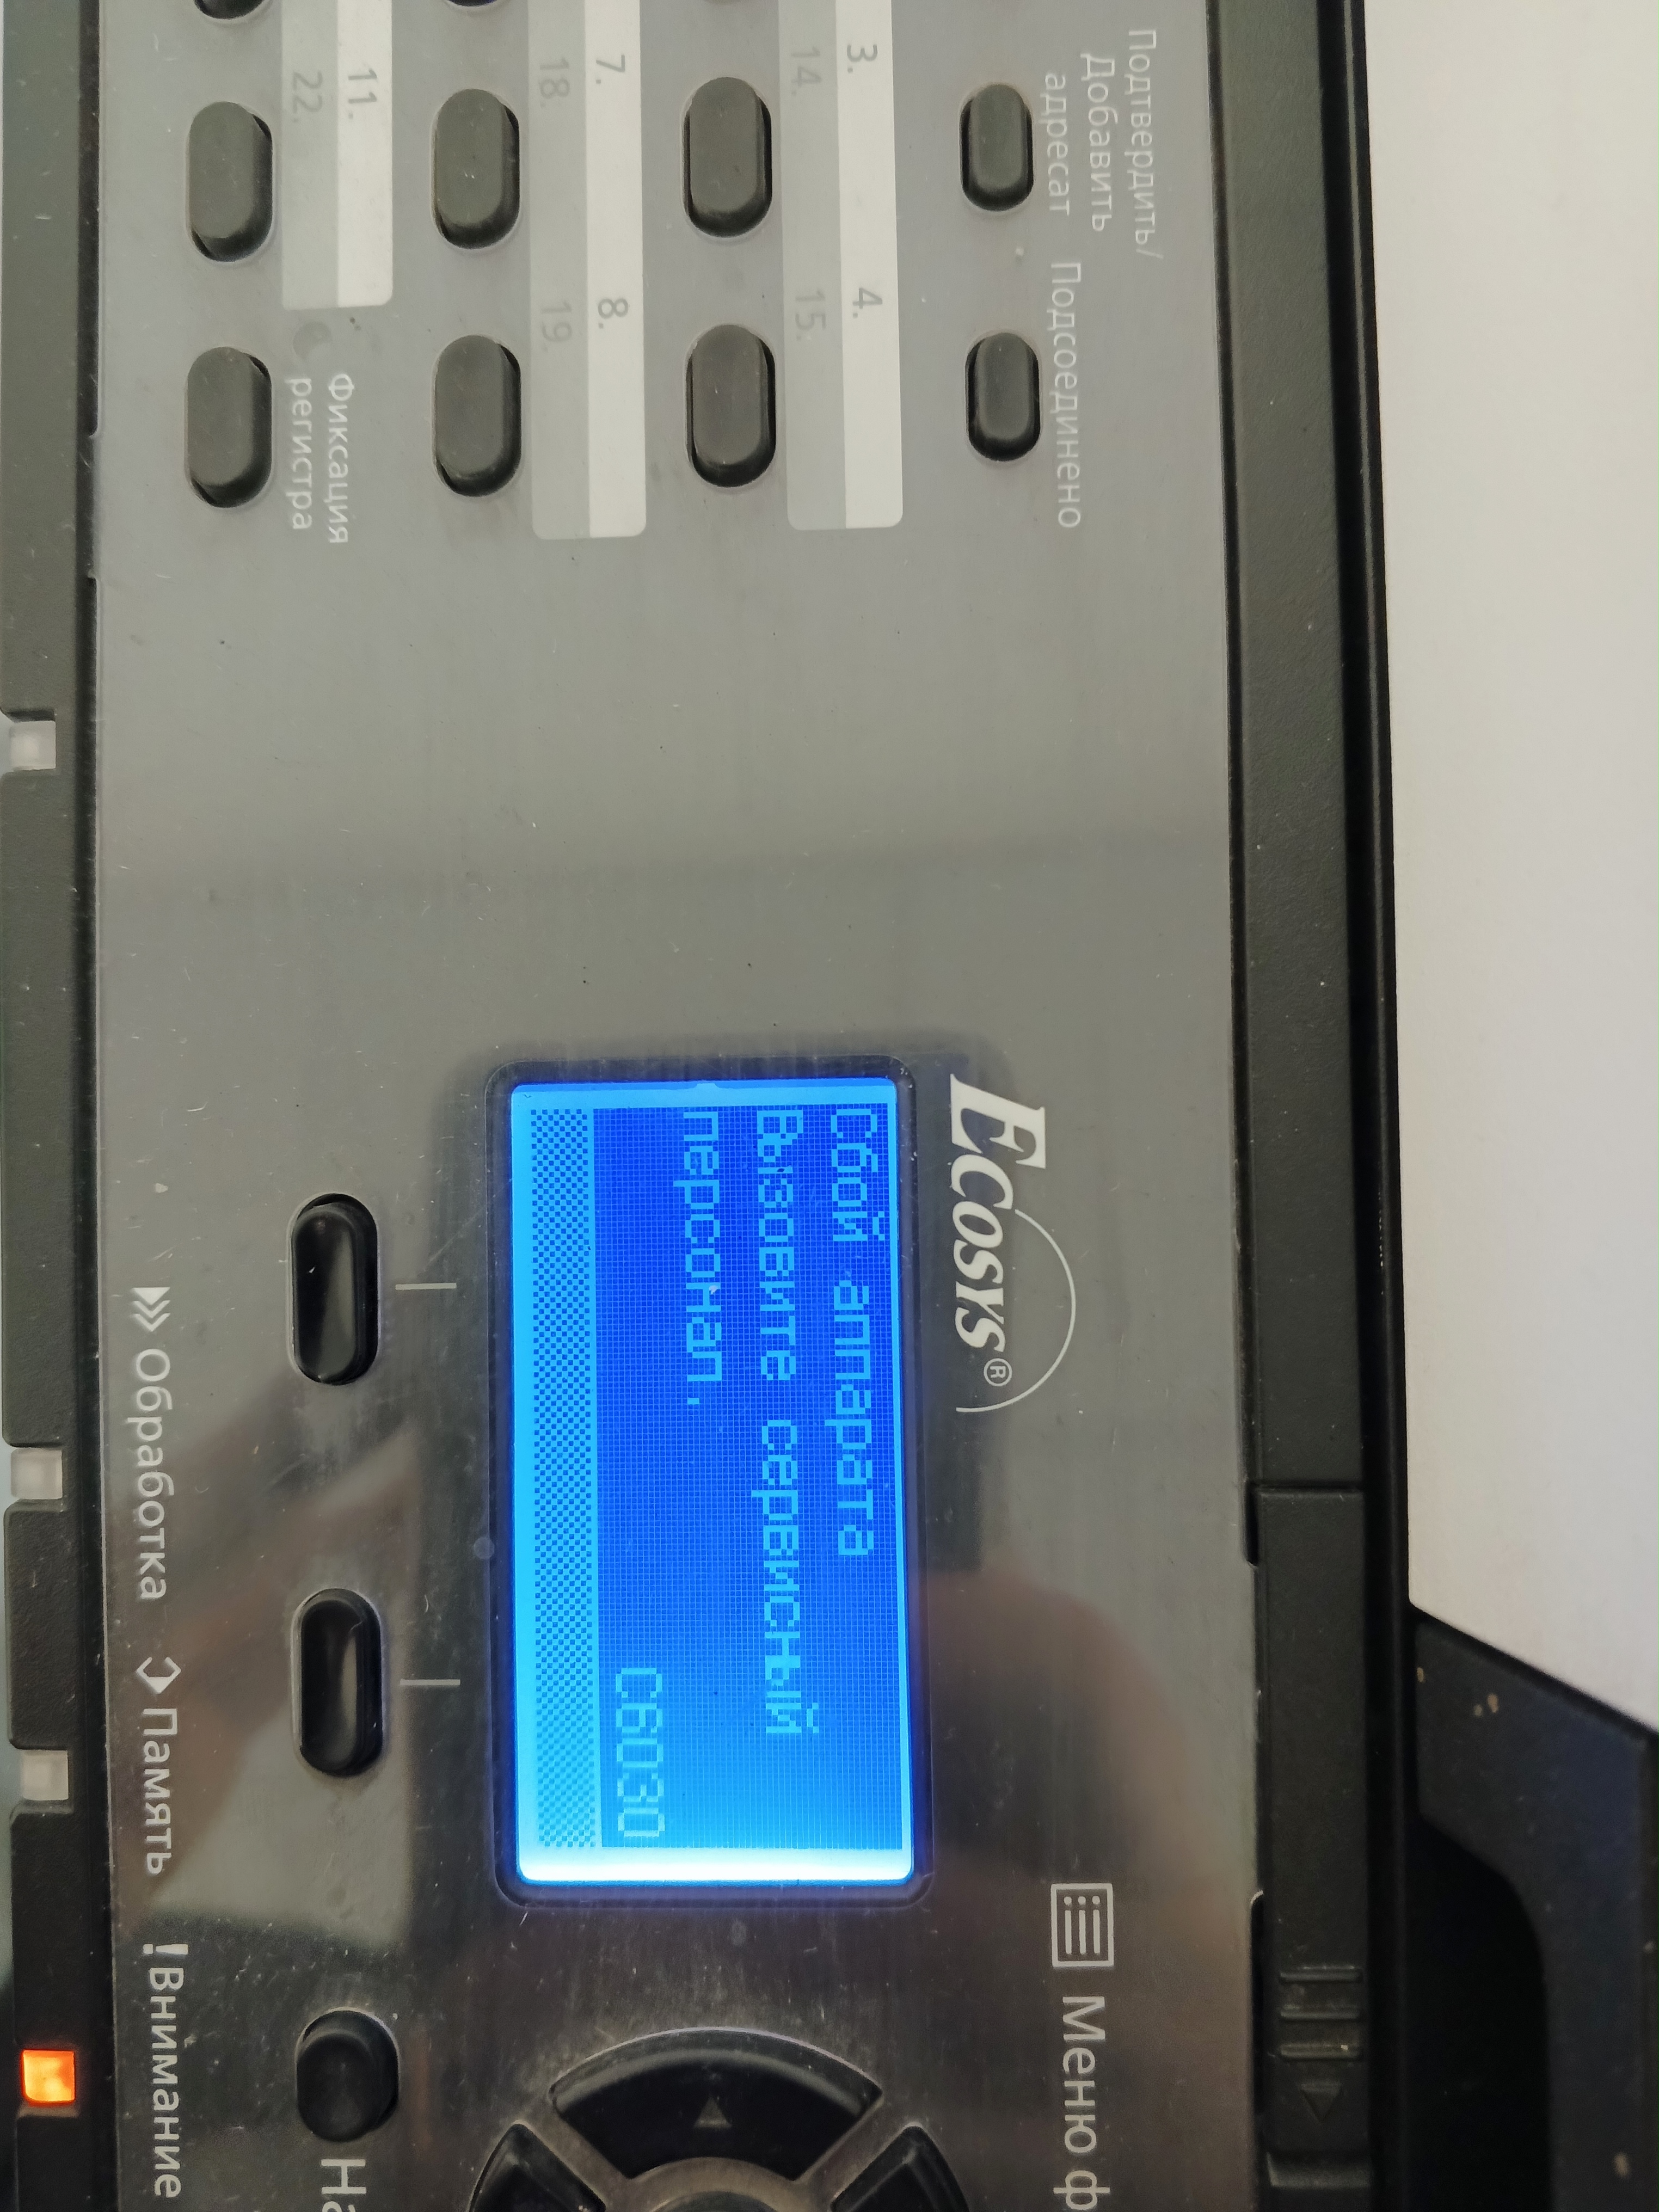 Подтвердить/
Добавить
адресат
Подсоединено
3.
4.
14.
15.
7.
8.
18.
19.
11.
22.
Фиксация
регистра
Ecosys®
Сбой аппарата
Вызовите сервисный
персонал.
C6030
Меню ф
На
Обработка
Память
Внимание